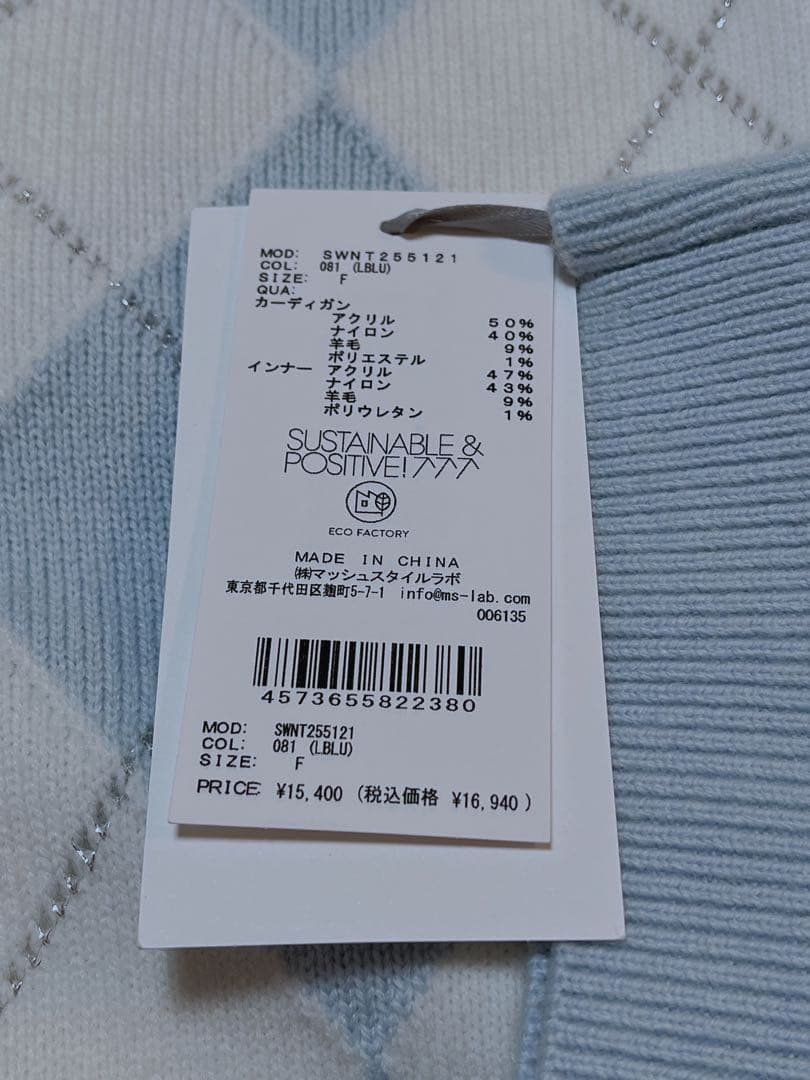 MOD: SWNT255121
COL: 081 (LBLU)
SIZE: F
QUA:
カーディガン
アクリル 50%
ナイロン 40%
羊毛 9%
ポリエステル 1%
インナー アクリル 47%
ナイロン 43%
羊毛 9%
ポリウレタン 1%
SUSTAINABLE &
POSITIVE!
ECO FACTORY
MADE IN CHINA
㈱マッシュスタイルラボ
東京都千代田区麹町5-7-1 info@ms-lab.com
006135
4573655822380
MOD: SWNT255121
COL: 081 (LBLU)
SIZE: F
PRICE: ¥15,400 (税込価格 ¥16,940 )